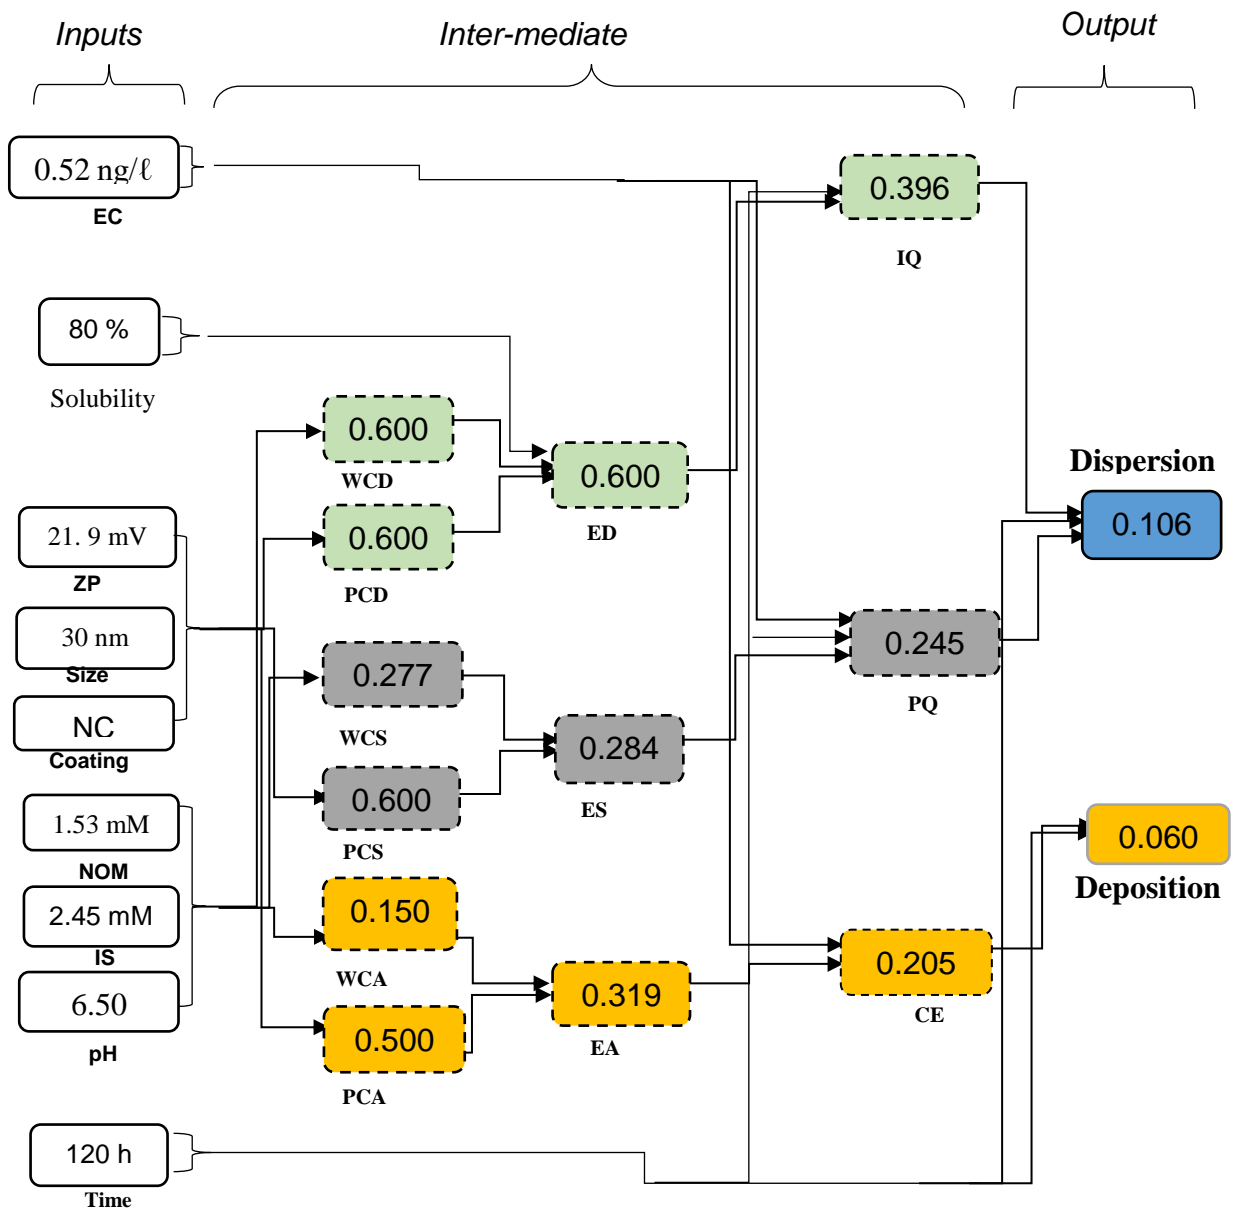 Inputs
Inter-mediate
Output
0.52 ng/ℓ
EC
0.396
IQ
80 %
Solubility
0.600
WCD
0.600
ED
Dispersion
0.106
21. 9 mV
ZP
0.600
PCD
30 nm
Size
0.277
WCS
0.245
PQ
NC
Coating
0.284
ES
0.600
PCS
1.53 mM
NOM
0.060
Deposition
2.45 mM
IS
0.150
WCA
0.205
CE
6.50
pH
0.319
EA
0.500
PCA
120 h
Time